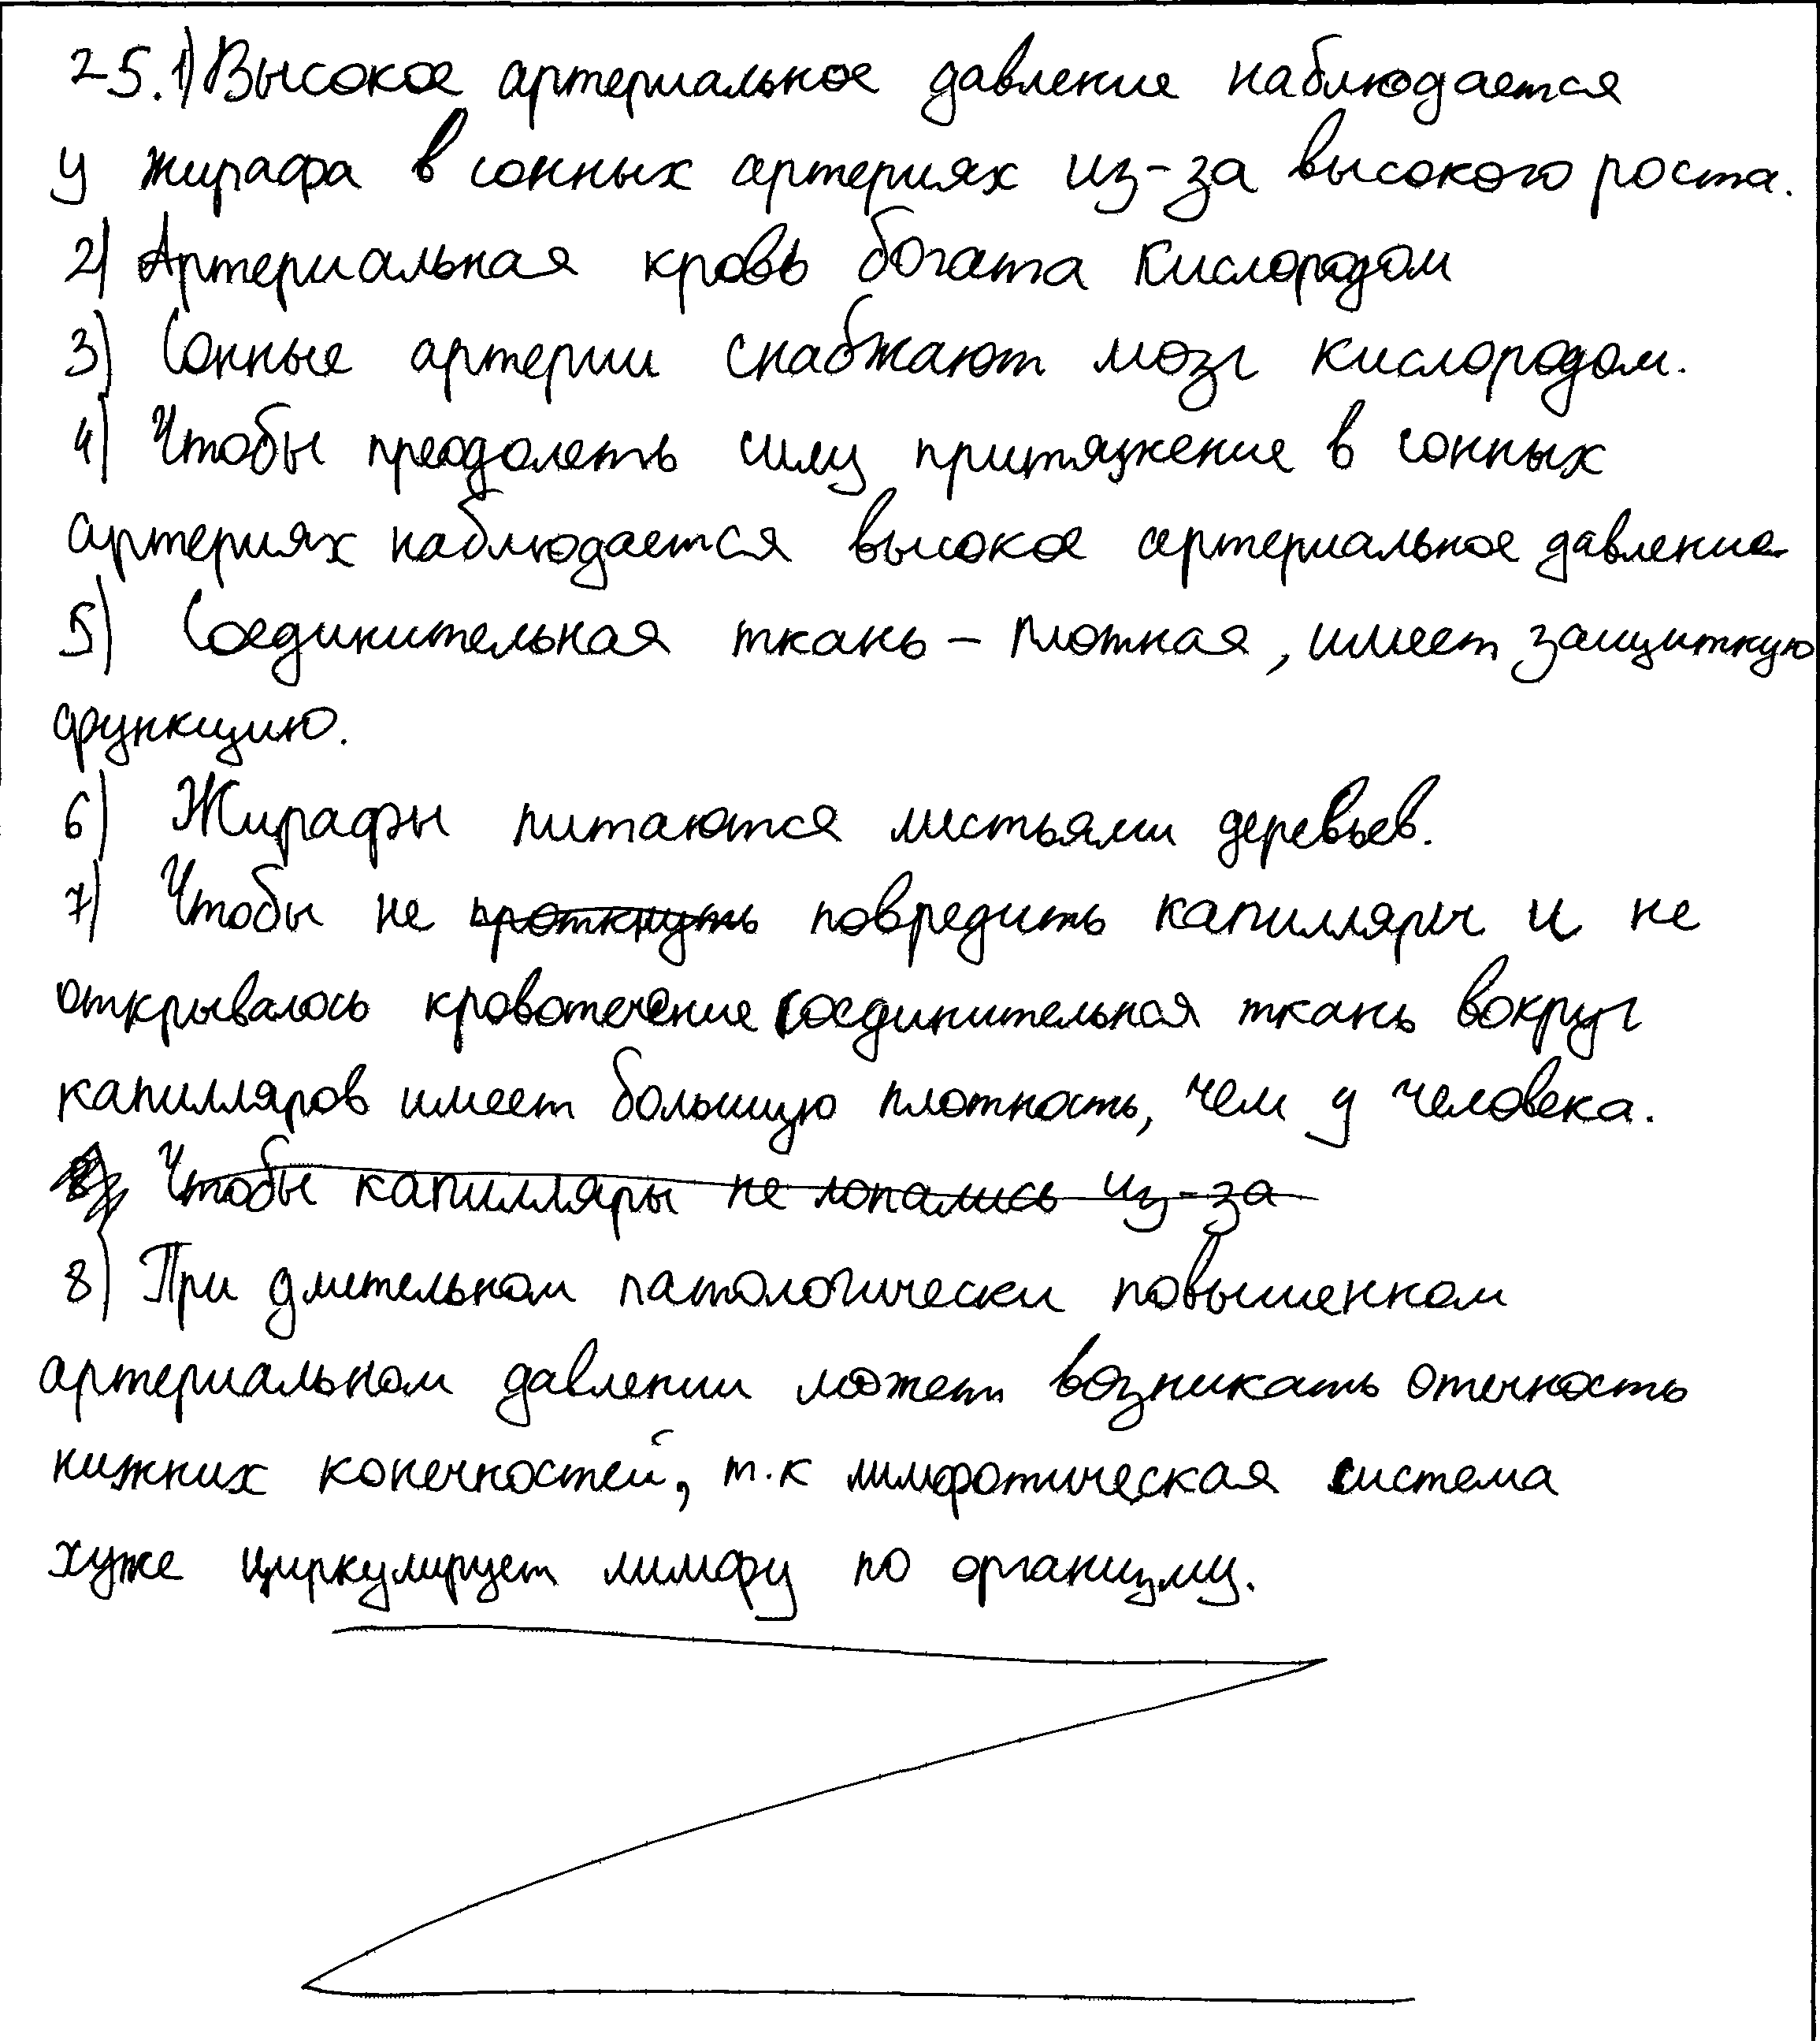 25.1) Высокое артериальное давление наблюдается
у жирафа в сонных артериях из-за высокого роста.
2) Артериальная кровь богата кислородом
3) Сонные артерии снабжают мозг кислородом.
4) Чтобы преодолеть силу притяжение в сонных
артериях наблюдается высокое артериальное давление
5) Соединительная ткань - плотная, имеет защитную
функцию.
6) Жирафы питаются листьями деревьев.
7) Чтобы не проткнуть повредить капилляры и не
открывалось кровотечение соединительная ткань вокруг
капилляров имеет большую плотность, чем у человека.
8) Чтобы капилляры не лопались из-за
8) При длительном патологически повышенном
артериальном давлении может возникать отечность
нижних конечностей, т.к лимфотическая система
хуже циркулирует лимфу по организму.